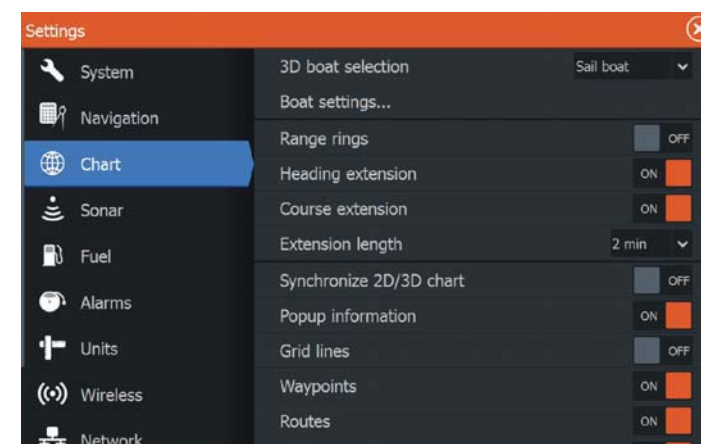 Settings
System
Navigation
Chart
Sonar
Fuel
Alarms
Units
Wireless
Network
3D boat selection Sail boat
Boat settings...
Range rings OFF
Heading extension ON
Course extension ON
Extension length 2 min
Synchronize 2D/3D chart OFF
Popup information ON
Grid lines OFF
Waypoints ON
Routes ON